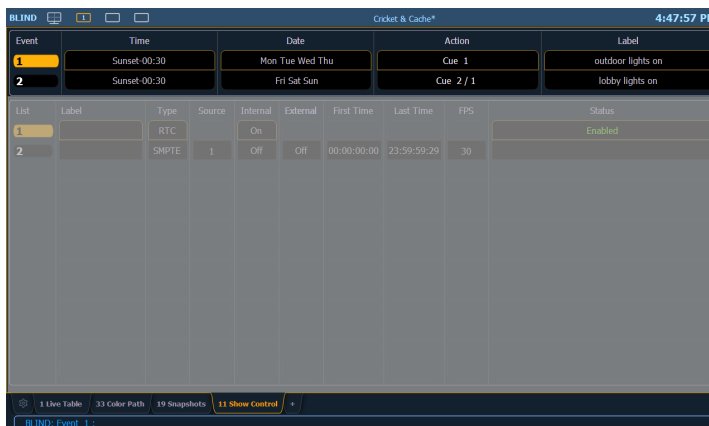 BLIND 1 Cricket & Cache* 4:47:57 P
Event Time Date Action Label
1 Sunset-00:30 Mon Tue Wed Thu Cue 1 outdoor lights on
2 Sunset-00:30 Fri Sat Sun Cue 2 / 1 lobby lights on
List Label Type Source Internal External First Time Last Time FPS Status
1 RTC On Enabled
2 SMPTE 1 Off Off 00:00:00:00 23:59:59:29 30
1 Live Table 33 Color Path 19 Snapshots 11 Show Control +
BLIND: Event 1 :